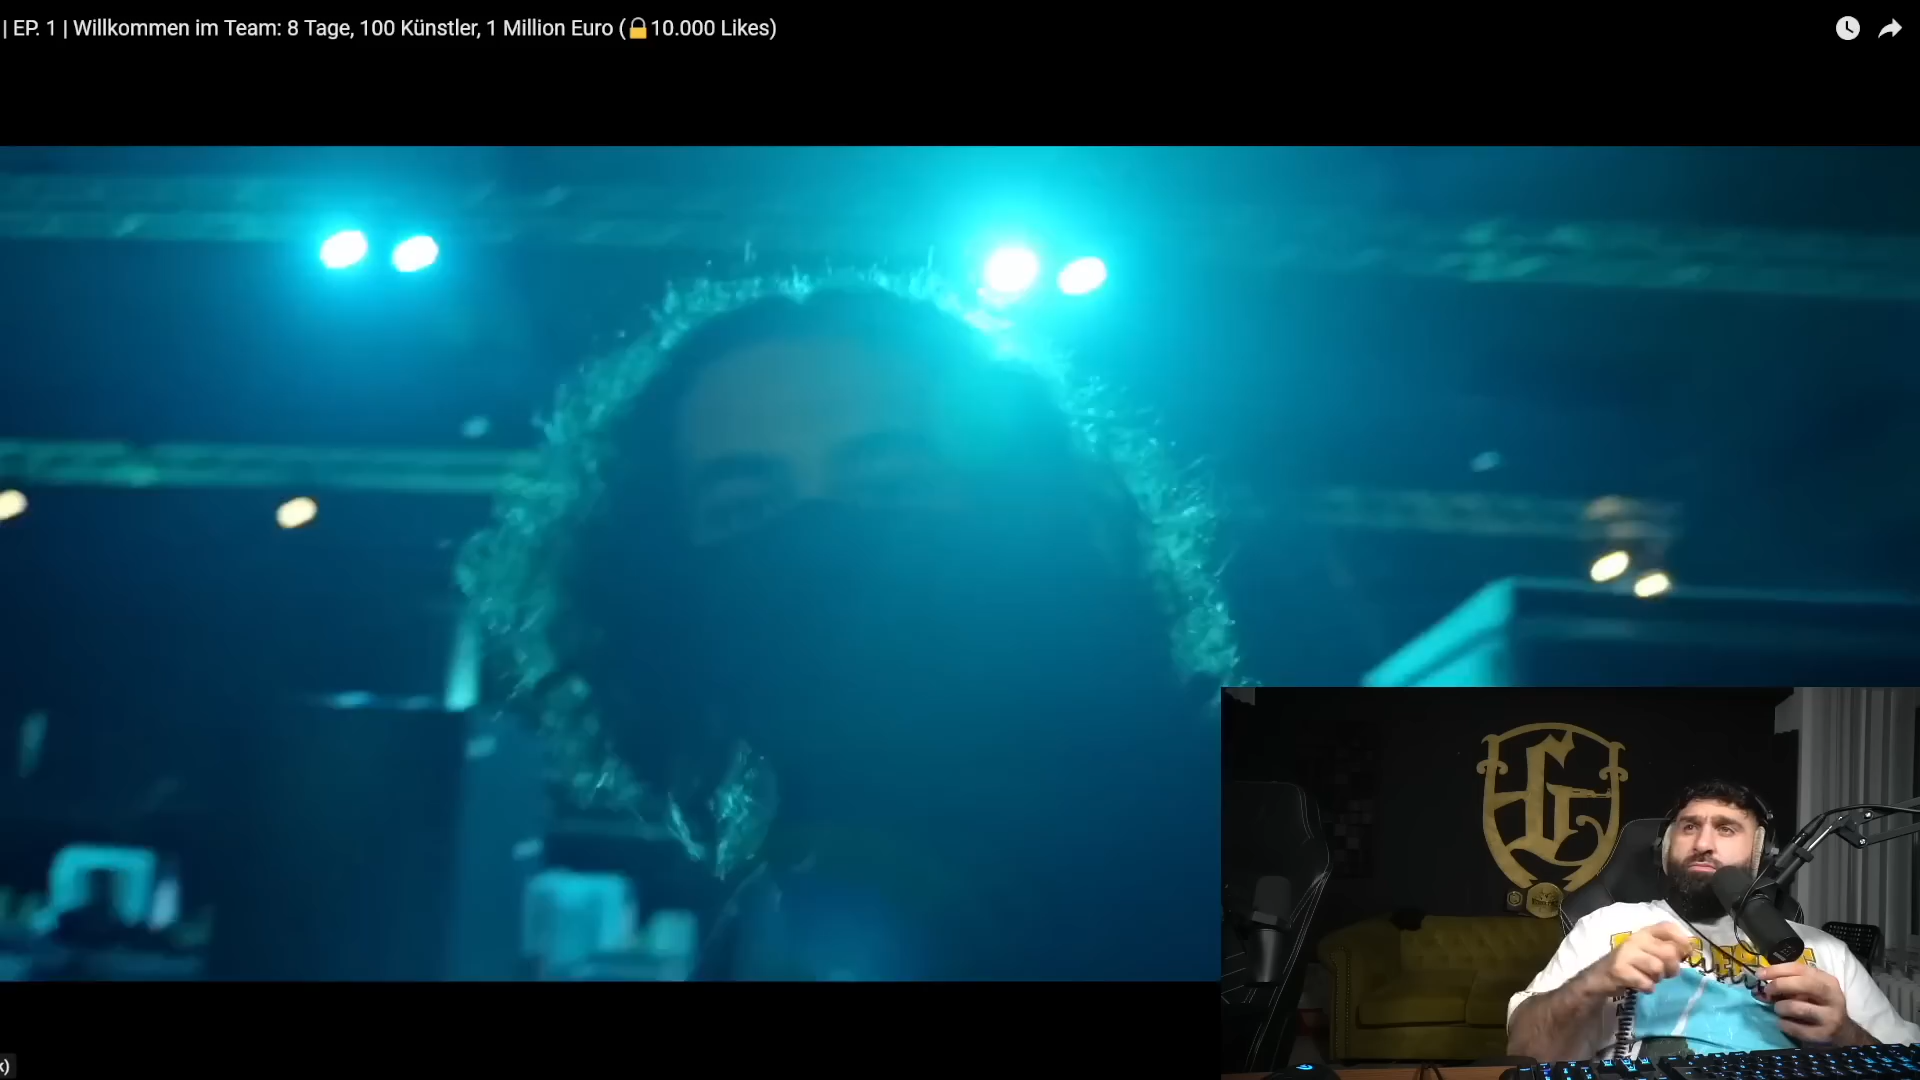 | EP. 1 | Willkommen im Team: 8 Tage, 100 Künstler, 1 Million Euro (🔒10.000 Likes)